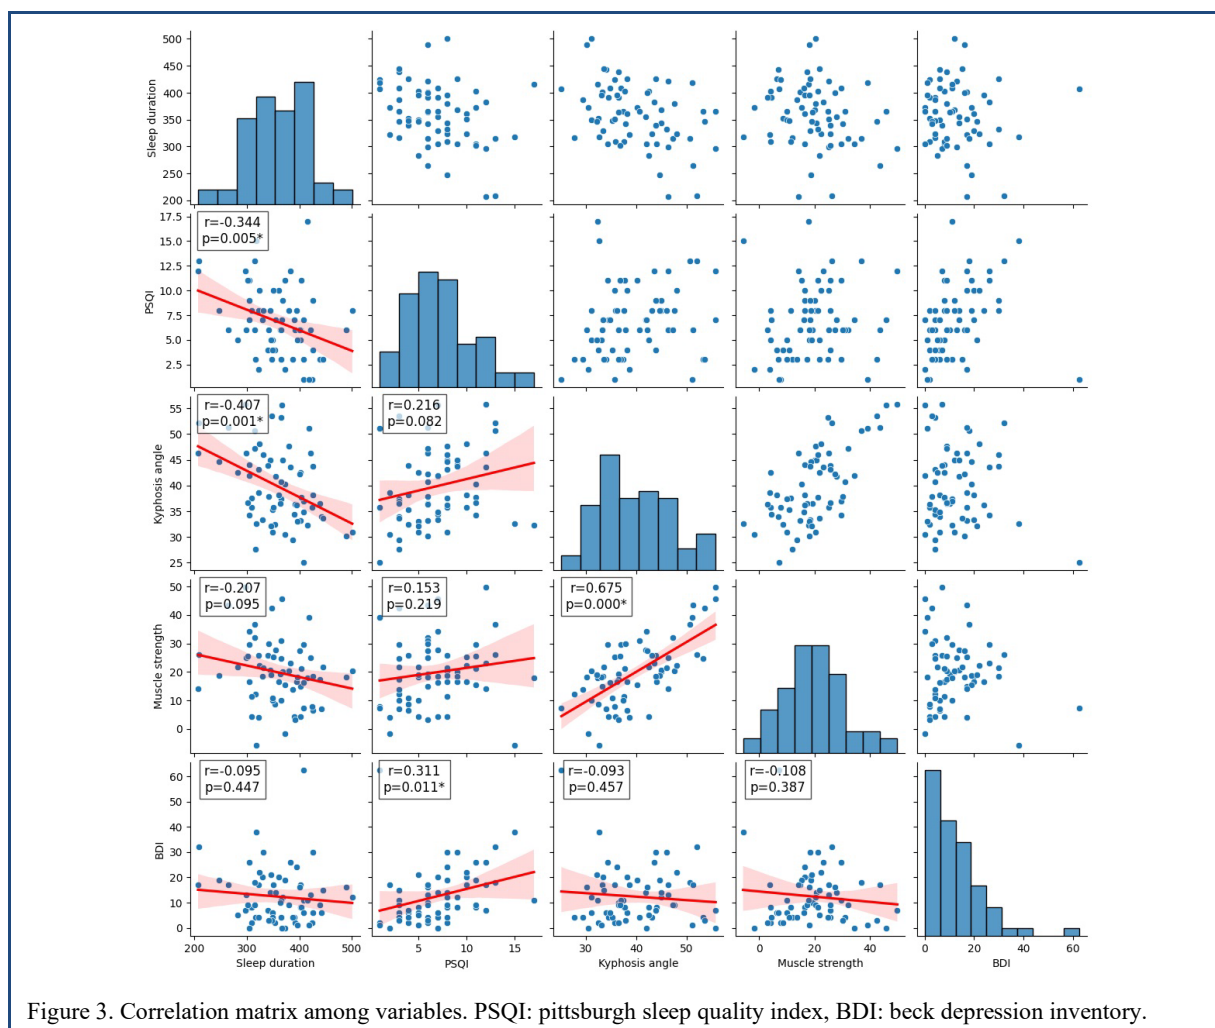 500
450
400
350
300
250
200
Sleep duration
r=-0.344
p=0.005*
17.5
15.0
12.5
10.0
7.5
5.0
2.5
PSQI
r=-0.407
p=0.001*
r=0.216
p=0.082
55
50
45
40
35
30
25
Kyphosis angle
r=-0.207
p=0.095
r=0.153
p=0.219
r=0.675
p=0.000*
50
40
30
20
10
0
Muscle strength
r=-0.095
p=0.447
r=0.311
p=0.011*
r=-0.093
p=0.457
r=-0.108
p=0.387
60
50
40
30
20
10
0
BDI
200 300 400 500
5 10 15
30 40 50
0 20 40
0 20 40 60
Sleep duration
PSQI
Kyphosis angle
Muscle strength
BDI
Figure 3. Correlation matrix among variables. PSQI: pittsburgh sleep quality index, BDI: beck depression inventory.